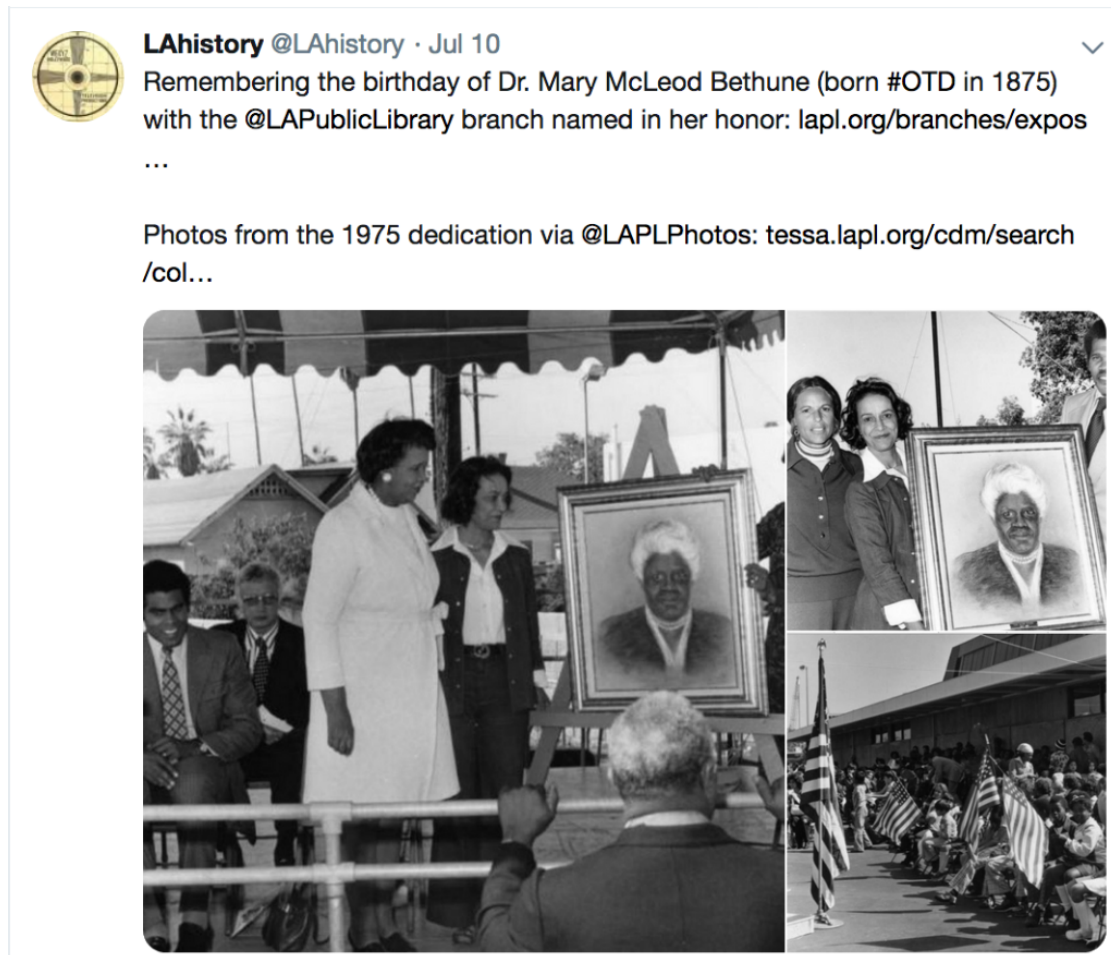 LAhistory @LAhistory · Jul 10
Remembering the birthday of Dr. Mary McLeod Bethune (born #OTD in 1875)
with the @LAPublicLibrary branch named in her honor: lapl.org/branches/expos
…
Photos from the 1975 dedication via @LAPLPhotos: tessa.lapl.org/cdm/search
/col…